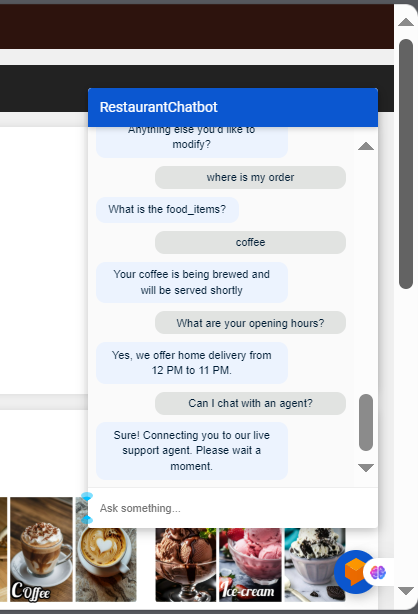 RestaurantChatbot
Anything else you'd like to
modify?
where is my order
What is the food_items?
coffee
Your coffee is being brewed and
will be served shortly
What are your opening hours?
Yes, we offer home delivery from
12 PM to 11 PM.
Can I chat with an agent?
Sure! Connecting you to our live
support agent. Please wait a
moment.
Ask something...
Coffee
Ice-cream